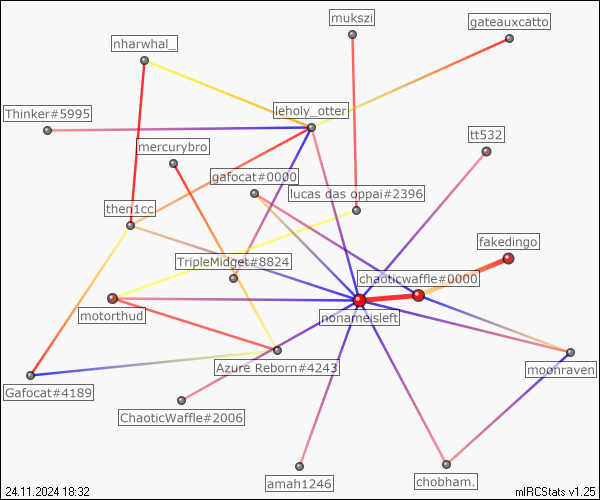 mukszi
gateauxcatto
nharwhal_
Thinker#5995
leholy_otter
tt532
mercurybro
gafocat#0000
lucas das oppai#2396
then1cc
fakedingo
TripleMidget#8824
chaoticwaffle#0000
motorthud
nonameisleft
Azure Reborn#4243
moonraven
Gafocat#4189
ChaoticWaffle#2006
amah1246
chobham.
24.11.2024 18:32
mIRCStats v1.25